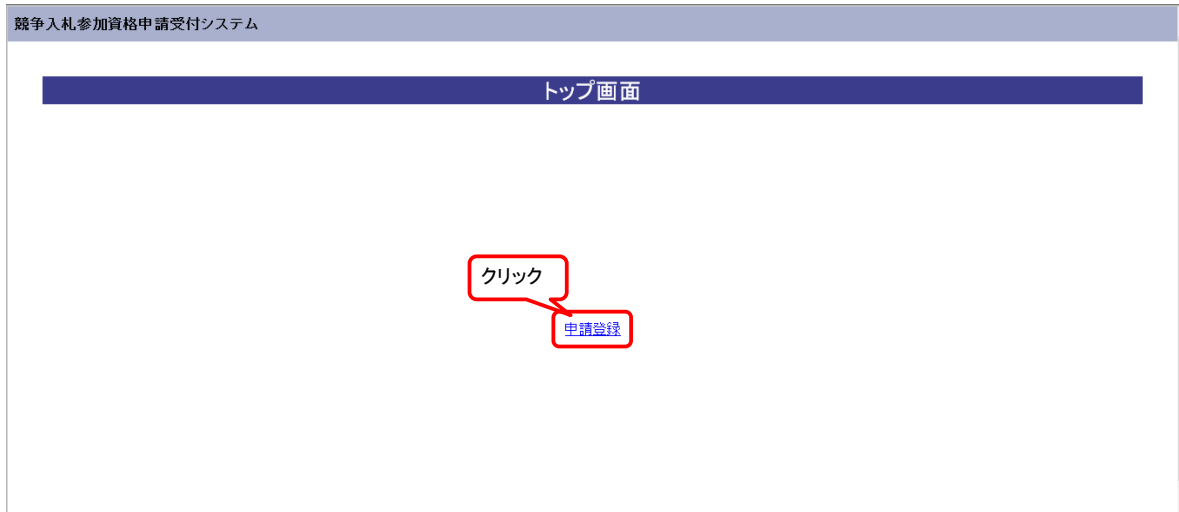 競争入札参加資格申請受付システム
トップ画面
クリック
申請登録